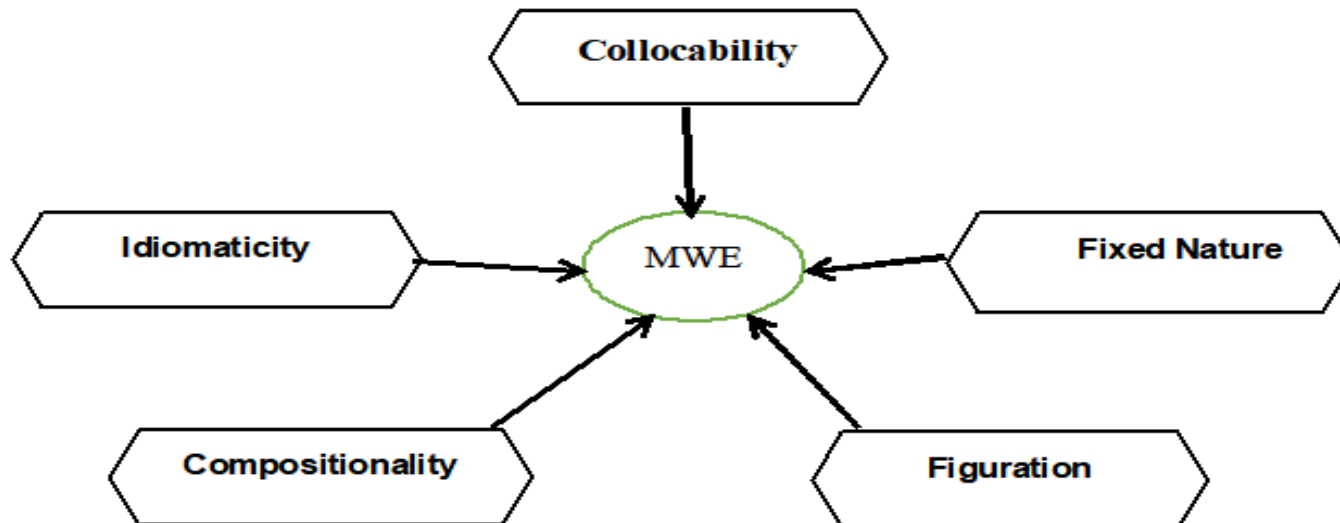 Collocability
Idiomaticity
MWE
Fixed Nature
Compositionality
Figuration